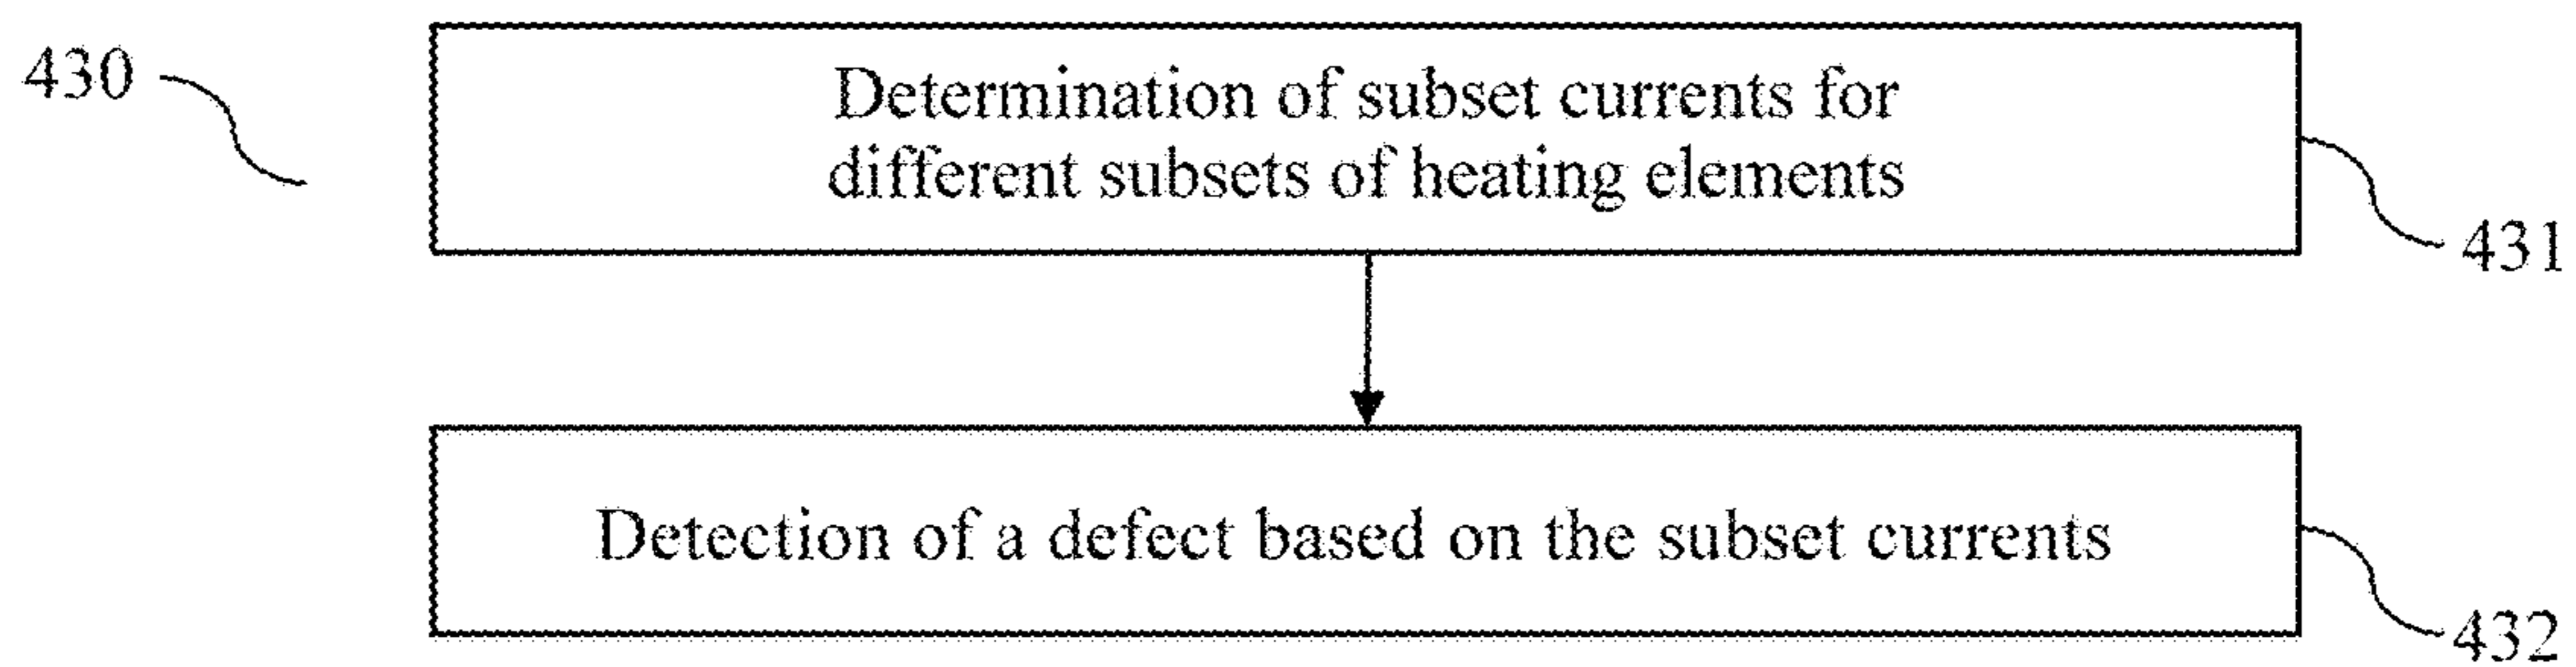 430
Determination of subset currents for
different subsets of heating elements
431
Detection of a defect based on the subset currents
432